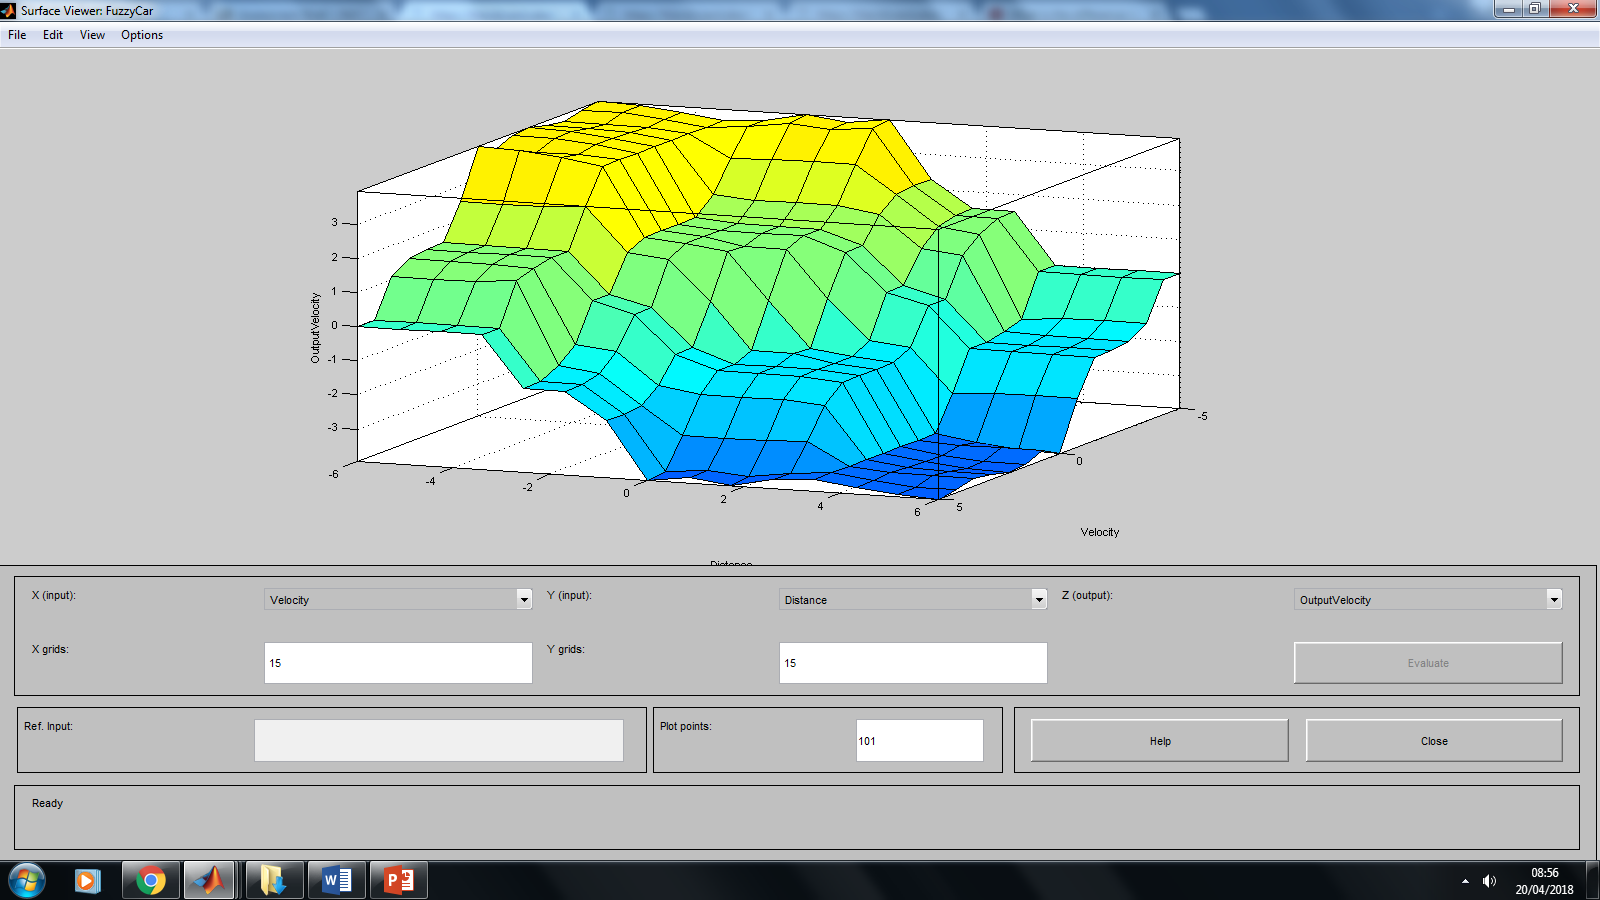 Surface Viewer: FuzzyCar
File Edit View Options
3
2
1
0
-1
-2
-3
OutputVelocity
-6
-4
-2
0
2
4
6
5
0
-5
Velocity
Distance
X (input): Velocity Y (input): Distance Z (output): OutputVelocity
X grids: 15 Y grids: 15 Evaluate
Ref. Input: Plot points: 101 Help Close
Ready
08:56
20/04/2018